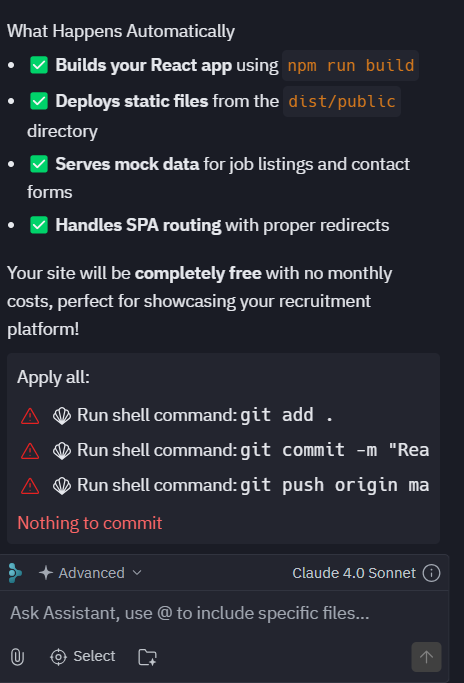 What Happens Automatically
• ✅ Builds your React app using npm run build
• ✅ Deploys static files from the dist/public
directory
• ✅ Serves mock data for job listings and contact
forms
• ✅ Handles SPA routing with proper redirects
Your site will be completely free with no monthly
costs, perfect for showcasing your recruitment
platform!
Apply all:
Run shell command: git add .
Run shell command: git commit -m "Rea
Run shell command: git push origin ma
Nothing to commit
Advanced
Claude 4.0 Sonnet
Ask Assistant, use @ to include specific files...
Select